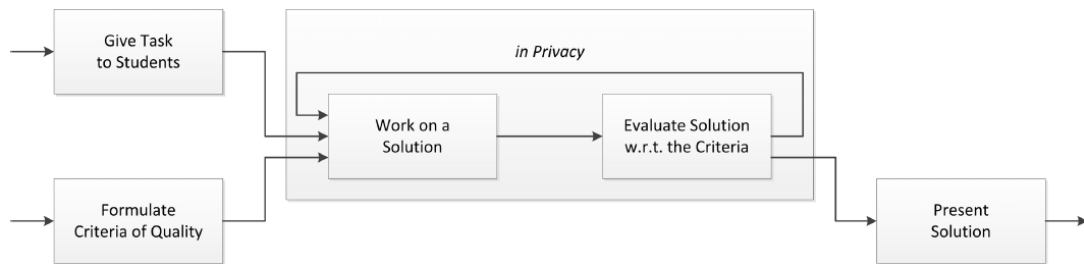 Give Task
to Students
in Privacy
Work on a
Solution
Evaluate Solution
w.r.t. the Criteria
Formulate
Criteria of Quality
Present
Solution